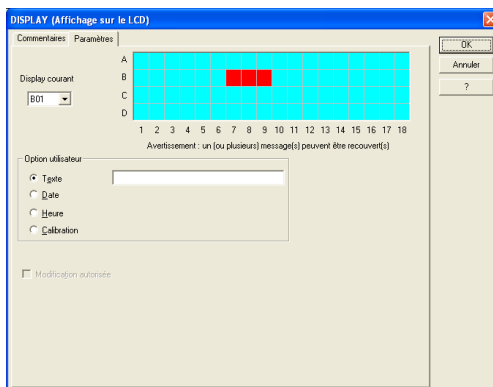 DISPLAY (Affichage sur le LCD)
Commentaires Paramètres
OK
Annuler
?
Display courant
B01
A
B
C
D
1 2 3 4 5 6 7 8 9 10 11 12 13 14 15 16 17 18
Avertissement : un (ou plusieurs) message(s) peuvent être recouvert(s)
Option utilisateur
Texte
Date
Heure
Calibration
Modification autorisée